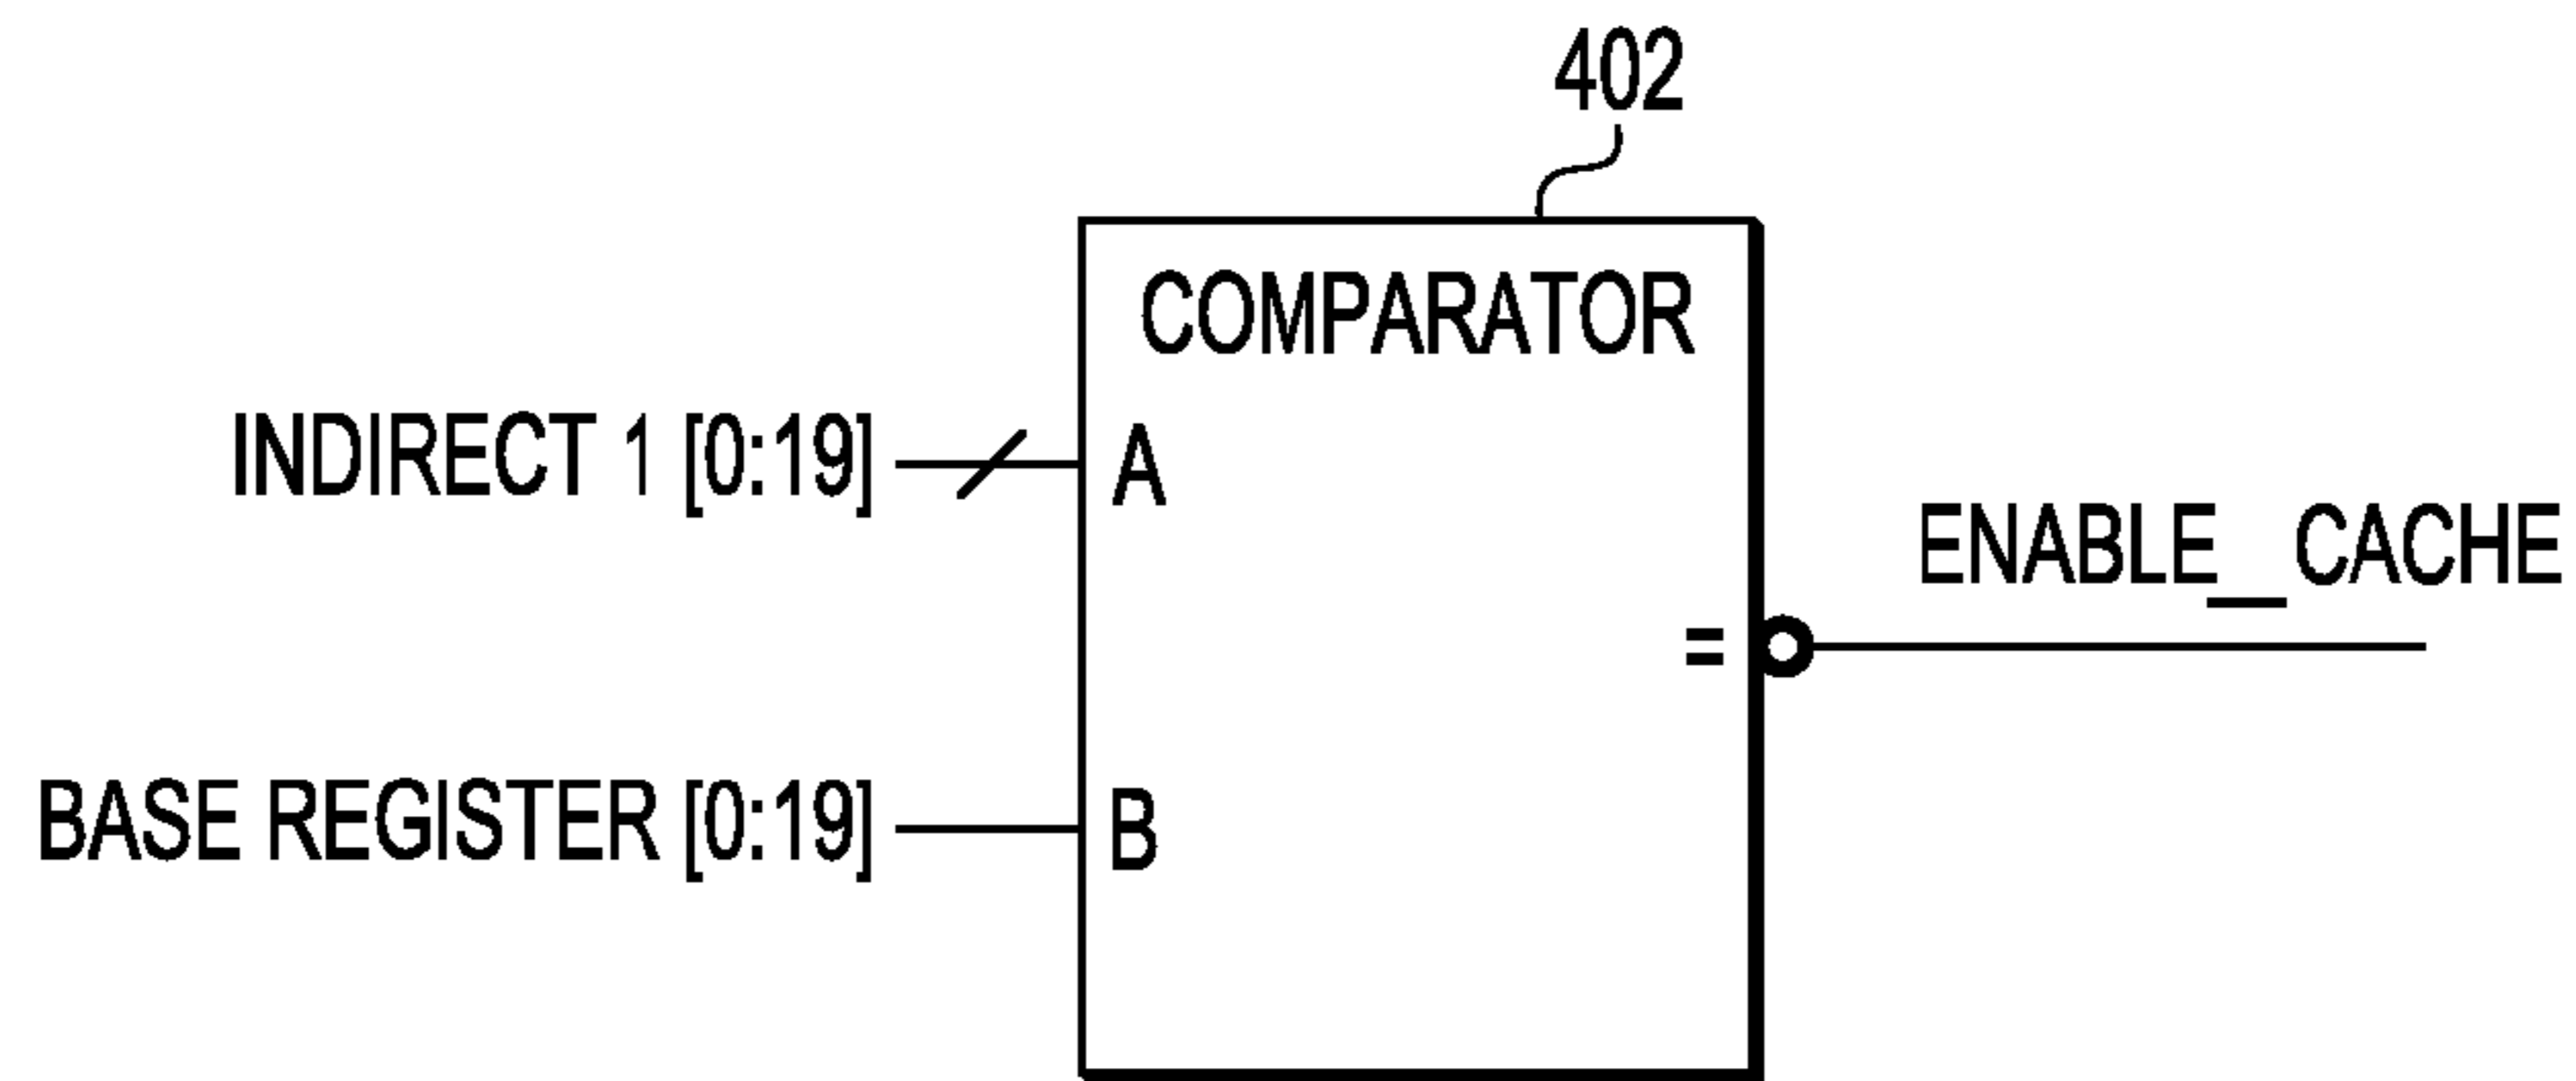 402
COMPARATOR
INDIRECT 1 [0:19]
A
ENABLE_CACHE
=
BASE REGISTER [0:19]
B